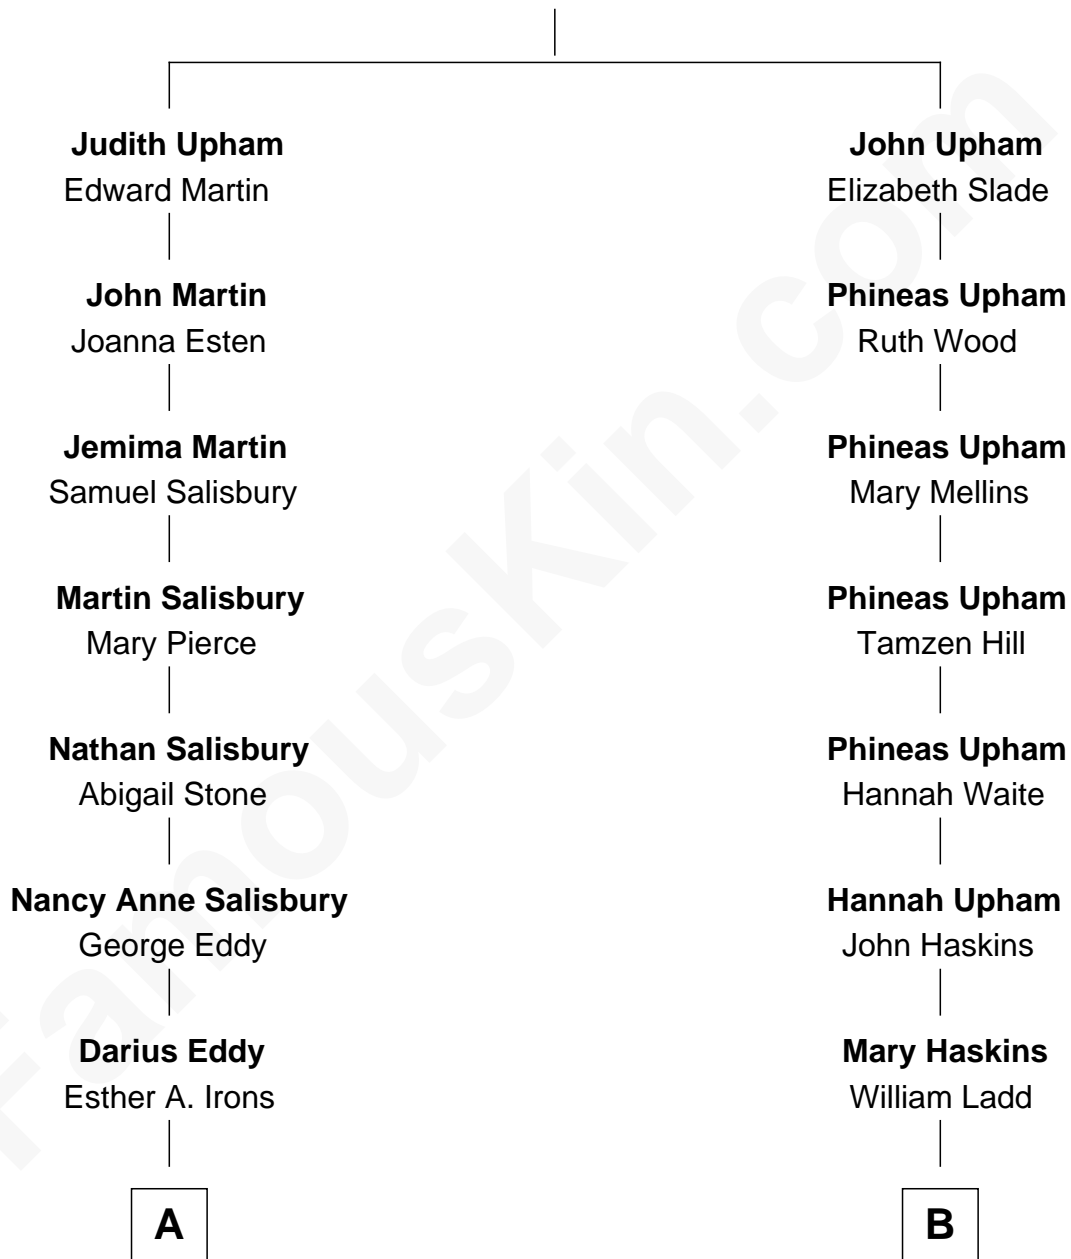 Judith Upham
Edward Martin
John Martin
Joanna Esten
Jemima Martin
Samuel Salisbury
Martin Salisbury
Mary Pierce
Nathan Salisbury
Abigail Stone
Nancy Anne Salisbury
George Eddy
Darius Eddy
Esther A. Irons
A
John Upham
Elizabeth Slade
Phineas Upham
Ruth Wood
Phineas Upham
Mary Mellins
Phineas Upham
Tamzen Hill
Phineas Upham
Hannah Waite
Hannah Upham
John Haskins
Mary Haskins
William Ladd
B
FamousKin.com